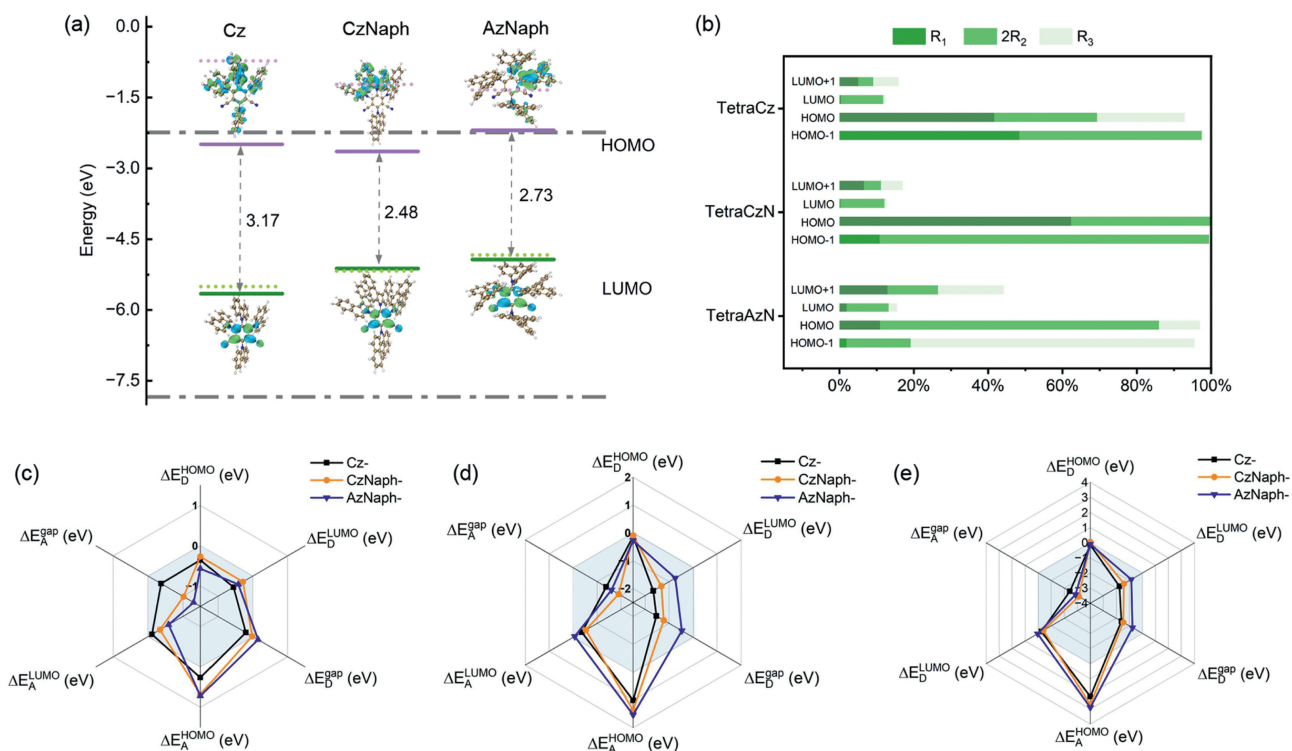 (a)
Cz CzNaph AzNaph
Energy (eV)
0.0
−1.5
−3.0
−4.5
−6.0
−7.5
HOMO
LUMO
3.17
2.48
2.73
(b)
R1 2R2 R3
TetraCz
LUMO+1
LUMO
HOMO
HOMO-1
TetraCzN
LUMO+1
LUMO
HOMO
HOMO-1
TetraAzN
LUMO+1
LUMO
HOMO
HOMO-1
0% 20% 40% 60% 80% 100%
(c)
Cz-
CzNaph-
AzNaph-
ΔE_D^HOMO (eV)
ΔE_D^LUMO (eV)
ΔE_D^gap (eV)
ΔE_A^HOMO (eV)
ΔE_A^LUMO (eV)
ΔE_A^gap (eV)
1
0
−1
(d)
Cz-
CzNaph-
AzNaph-
ΔE_D^HOMO (eV)
ΔE_D^LUMO (eV)
ΔE_D^gap (eV)
ΔE_A^HOMO (eV)
ΔE_A^LUMO (eV)
ΔE_A^gap (eV)
2
1
0
−1
−2
(e)
Cz-
CzNaph-
AzNaph-
ΔE_D^HOMO (eV)
ΔE_D^LUMO (eV)
ΔE_D^gap (eV)
ΔE_A^HOMO (eV)
ΔE_D^LUMO (eV)
ΔE_A^gap (eV)
4
3
2
1
0
−1
−2
−3
−4